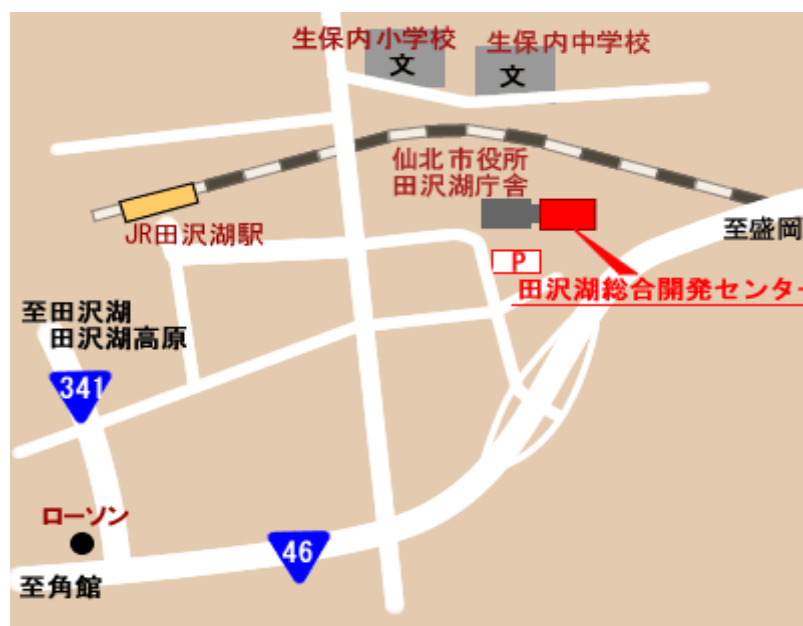 生保内小学校
生保内中学校
文
文
仙北市役所
田沢湖庁舎
JR田沢湖駅
至盛岡
P
田沢湖総合開発センター
至田沢湖
田沢湖高原
341
ローソン
46
至角館